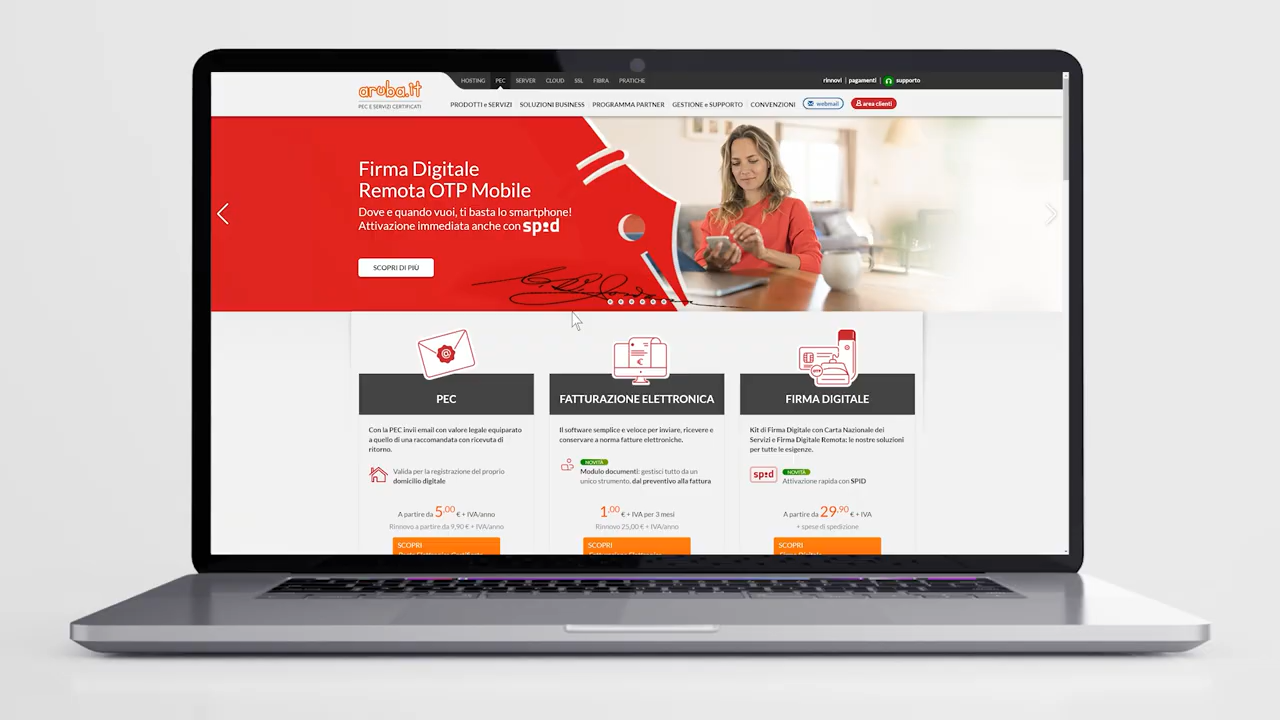 aruba.it
PEC E SERVIZI CERTIFICATI
HOSTING PEC SERVER CLOUD SSL FIBRA PRATICHE
rinnovi | pagamenti | supporto
PRODOTTI e SERVIZI SOLUZIONI BUSINESS PROGRAMMA PARTNER GESTIONE e SUPPORTO CONVENZIONI webmail area clienti
Firma Digitale
Remota OTP Mobile
Dove e quando vuoi, ti basta lo smartphone!
Attivazione immediata anche con spid
SCOPRI DI PIÙ
PEC
Con la PEC invii email con valore legale equiparato
a quello di una raccomandata con ricevuta di
ritorno.
Valida per la registrazione del proprio
domicilio digitale
A partire da 5,00 € + IVA/anno
Rinnovo a partire da 9,90 € + IVA/anno
SCOPRI
Posta Elettronica Certificata
FATTURAZIONE ELETTRONICA
Il software semplice e veloce per inviare, ricevere e
conservare a norma fatture elettroniche.
NOVITÀ
Modulo documenti: gestisci tutto da un
unico strumento, dal preventivo alla fattura
1,00 € + IVA per 3 mesi
Rinnovo 25,00 € + IVA/anno
SCOPRI
Fatturazione Elettronica
FIRMA DIGITALE
Kit di Firma Digitale con Carta Nazionale dei
Servizi e Firma Digitale Remota: le nostre soluzioni
per tutte le esigenze.
spid
NOVITÀ
Attivazione rapida con SPID
A partire da 29,90 € + IVA
+ spese di spedizione
SCOPRI
Firma Digitale